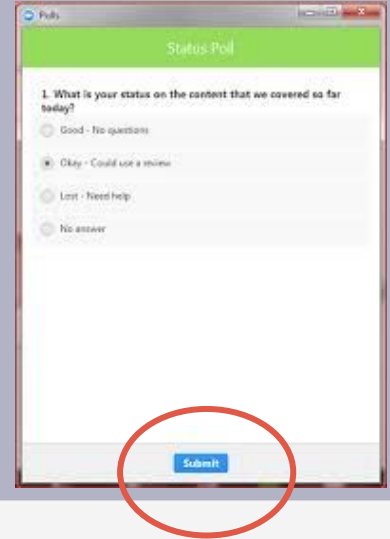 Polls
Status Poll
1. What is your status on the content that we covered so far
today?
Good - No questions
Okay - Could use a review
Lost - Need help
No answer
Submit